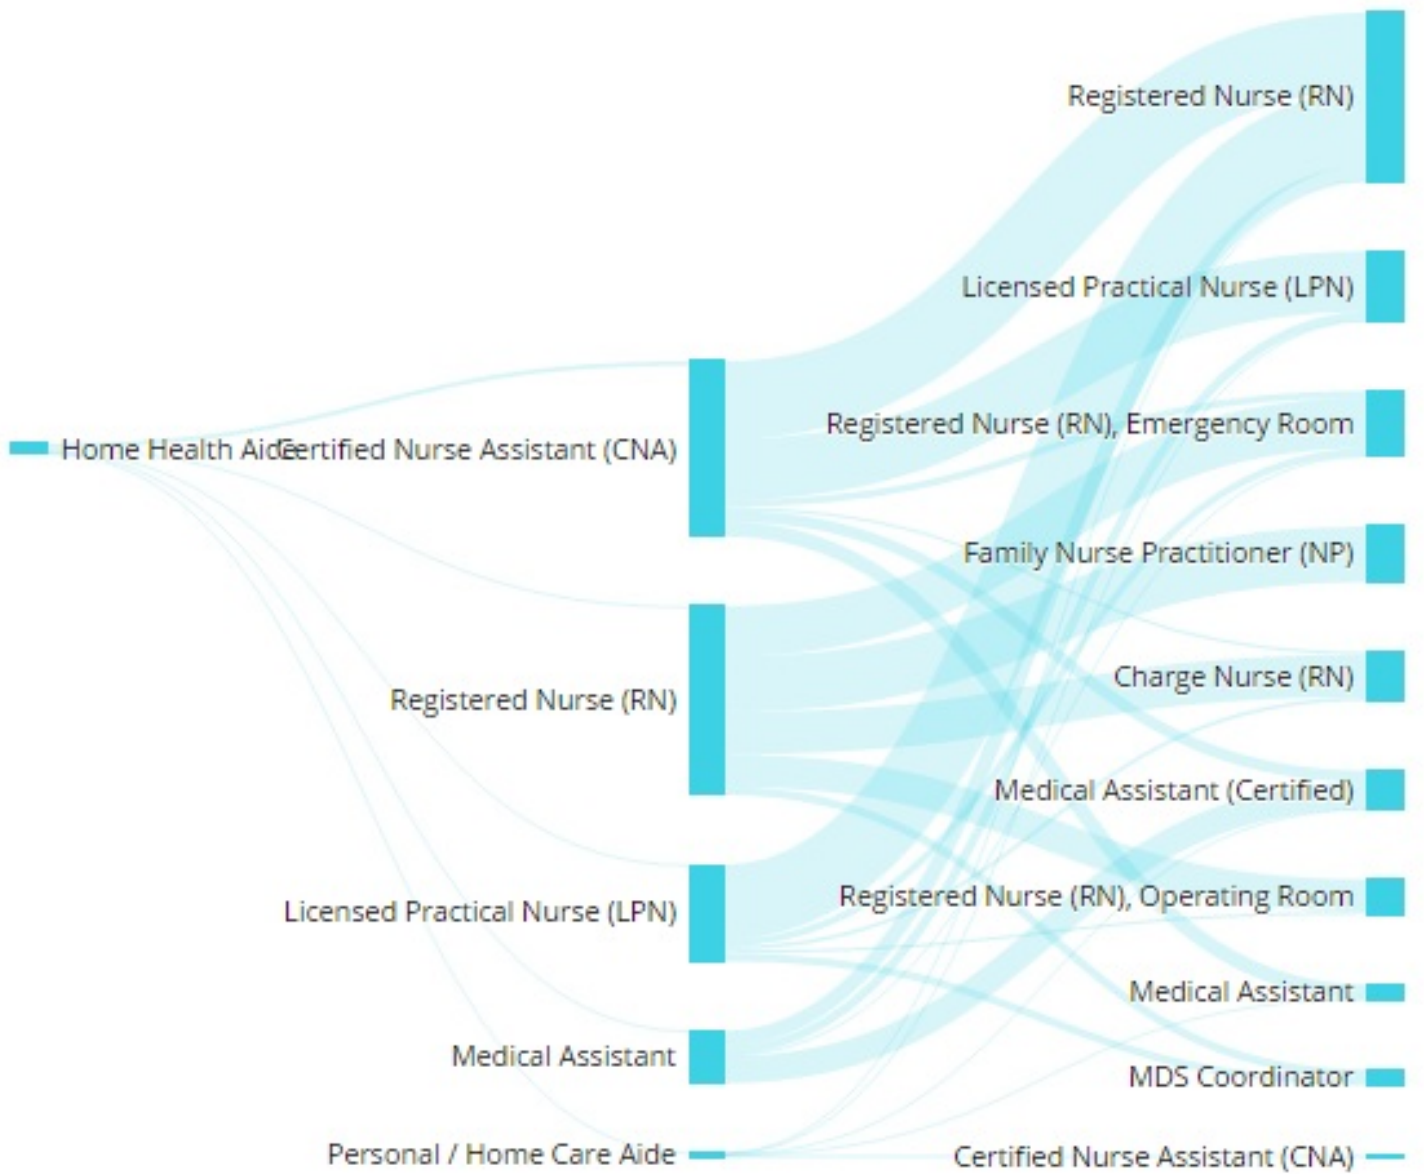 Home Health Aide
Certified Nurse Assistant (CNA)
Registered Nurse (RN)
Licensed Practical Nurse (LPN)
Medical Assistant
Personal / Home Care Aide
Registered Nurse (RN)
Licensed Practical Nurse (LPN)
Registered Nurse (RN), Emergency Room
Family Nurse Practitioner (NP)
Charge Nurse (RN)
Medical Assistant (Certified)
Registered Nurse (RN), Operating Room
Medical Assistant
MDS Coordinator
Certified Nurse Assistant (CNA)